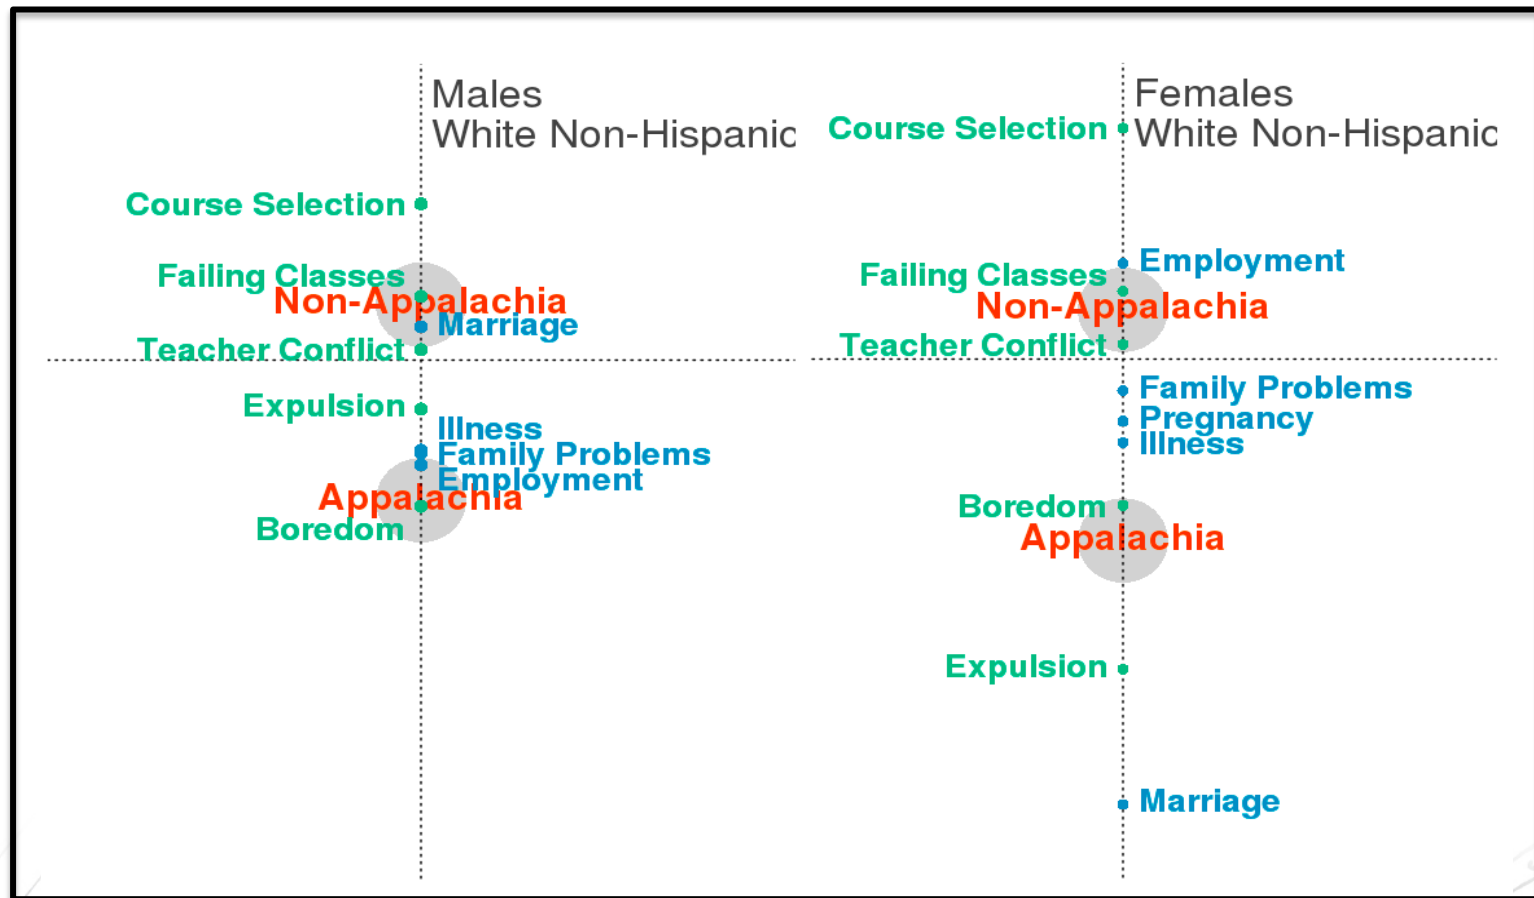 Males
White Non-Hispanic
Course Selection
Failing Classes
Non-Appalachia
Marriage
Teacher Conflict
Expulsion
Illness
Family Problems
Employment
Appalachia
Boredom
Females
White Non-Hispanic
Course Selection
Employment
Failing Classes
Non-Appalachia
Teacher Conflict
Family Problems
Pregnancy
Illness
Boredom
Appalachia
Expulsion
Marriage